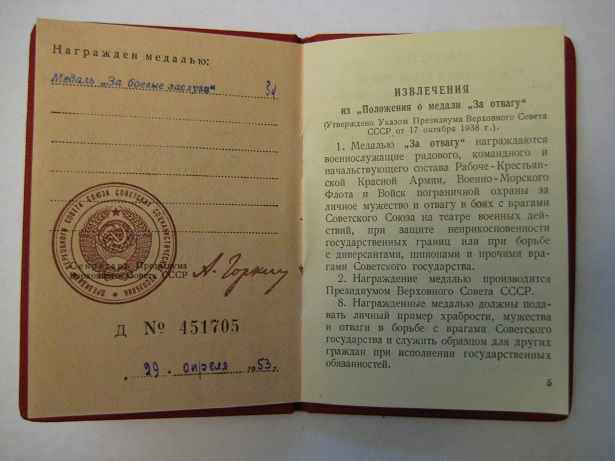 Награжден медалью:
Медаль „За боевые заслуги"
Секретарь Президиума
Верховного Совета СССР А. Горкин
Д № 451705
29 апреля 1953 г.
ИЗВЛЕЧЕНИЯ
из „Положения о медали „За отвагу"
(Утверждено Указом Президиума Верховного Совета
СССР от 17 октября 1938 г.).
1. Медалью „За отвагу" награждаются
военнослужащие рядового, командного и
начальствующего состава Рабоче-Крестьян-
ской Красной Армии, Военно-Морского
Флота и Войск пограничной охраны за
личное мужество и отвагу в боях с врагами
Советского Союза на театре военных дей-
ствий, при защите неприкосновенности
государственных границ или при борьбе
с диверсантами, шпионами и прочими вра-
гами Советского государства.
2. Награждение медалью производится
Президиумом Верховного Совета СССР.
8. Награжденные медалью должны пода-
вать личный пример храбрости, мужества
и отваги в борьбе с врагами Советского
государства и служить образцом для других
граждан при исполнении государственных
обязанностей.
5